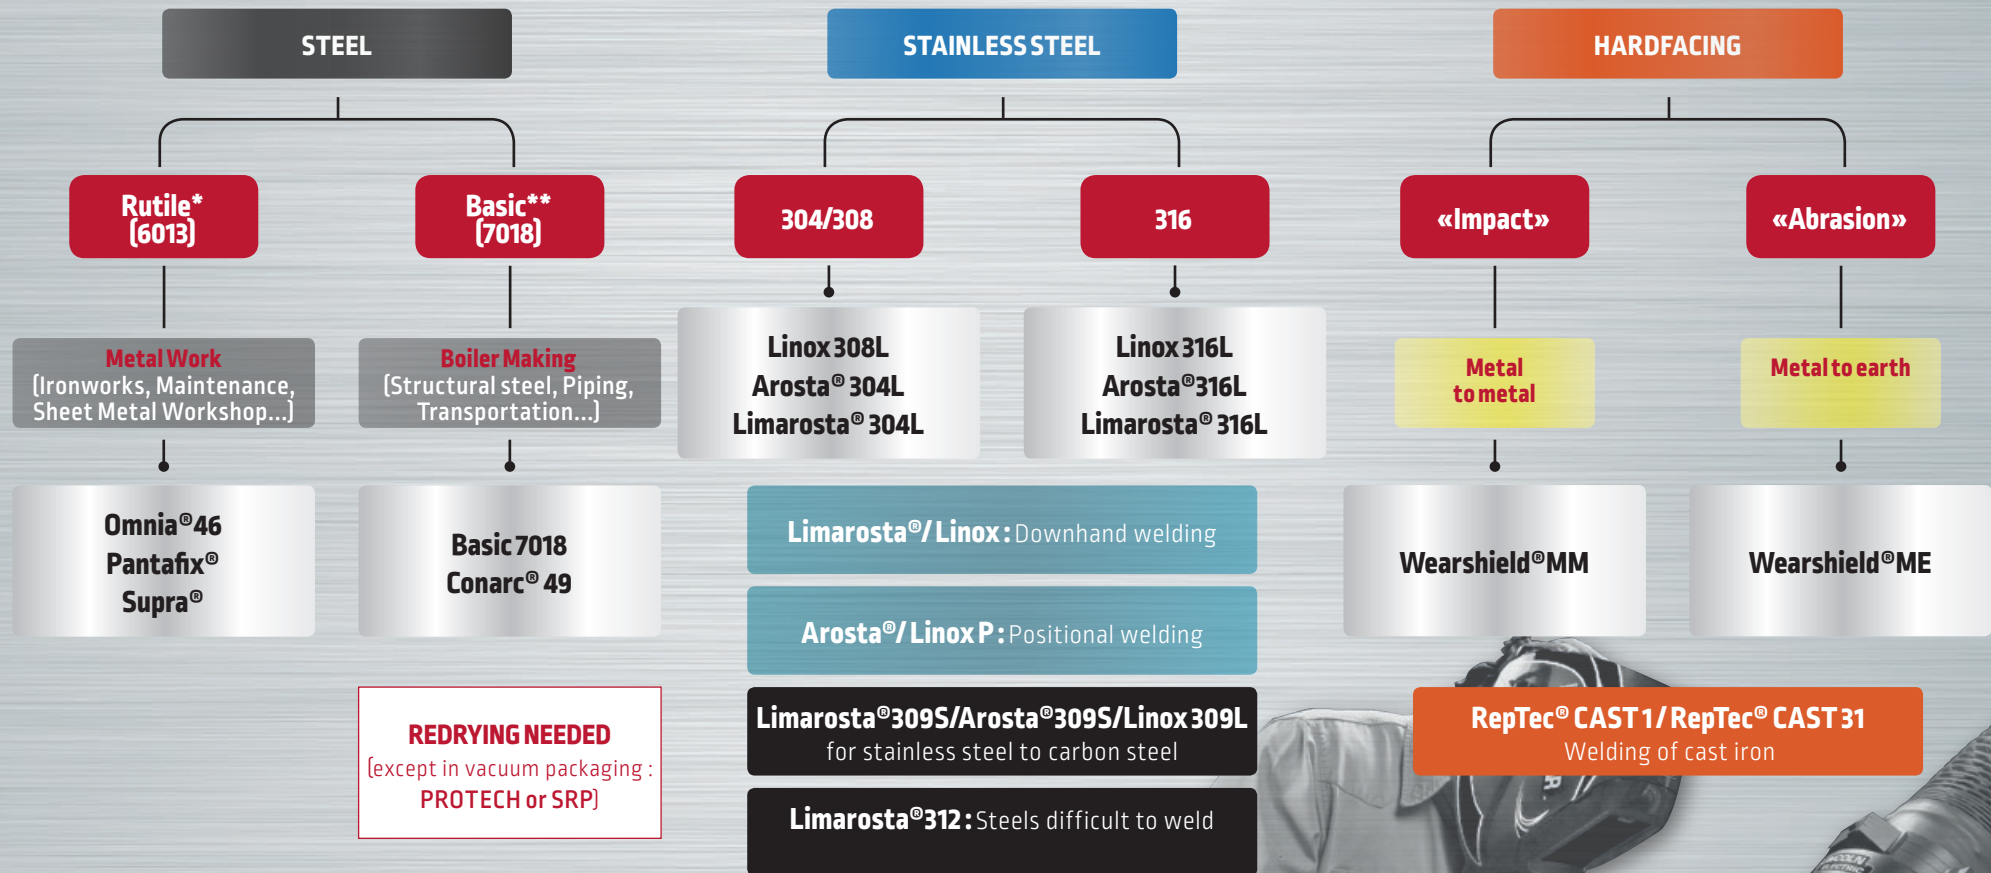 STEEL
STAINLESS STEEL
HARDFACING
Rutile*
(6013)
Basic**
(7018)
304/308
316
«Impact»
«Abrasion»
Metal Work
(Ironworks, Maintenance,
Sheet Metal Workshop...)
Boiler Making
(Structural steel, Piping,
Transportation...)
Linox 308L
Arosta® 304L
Limarosta® 304L
Linox 316L
Arosta®316L
Limarosta® 316L
Metal
to metal
Metal to earth
Omnia®46
Pantafix®
Supra®
Basic 7018
Conarc® 49
Limarosta®/ Linox : Downhand welding
Arosta®/ Linox P : Positional welding
Wearshield®MM
Wearshield®ME
REDRYING NEEDED
(except in vacuum packaging :
PROTECH or SRP)
Limarosta®309S/Arosta®309S/Linox 309L
for stainless steel to carbon steel
Limarosta®312 : Steels difficult to weld
RepTec® CAST 1 / RepTec® CAST 31
Welding of cast iron
LINCOLN
ELECTRIC